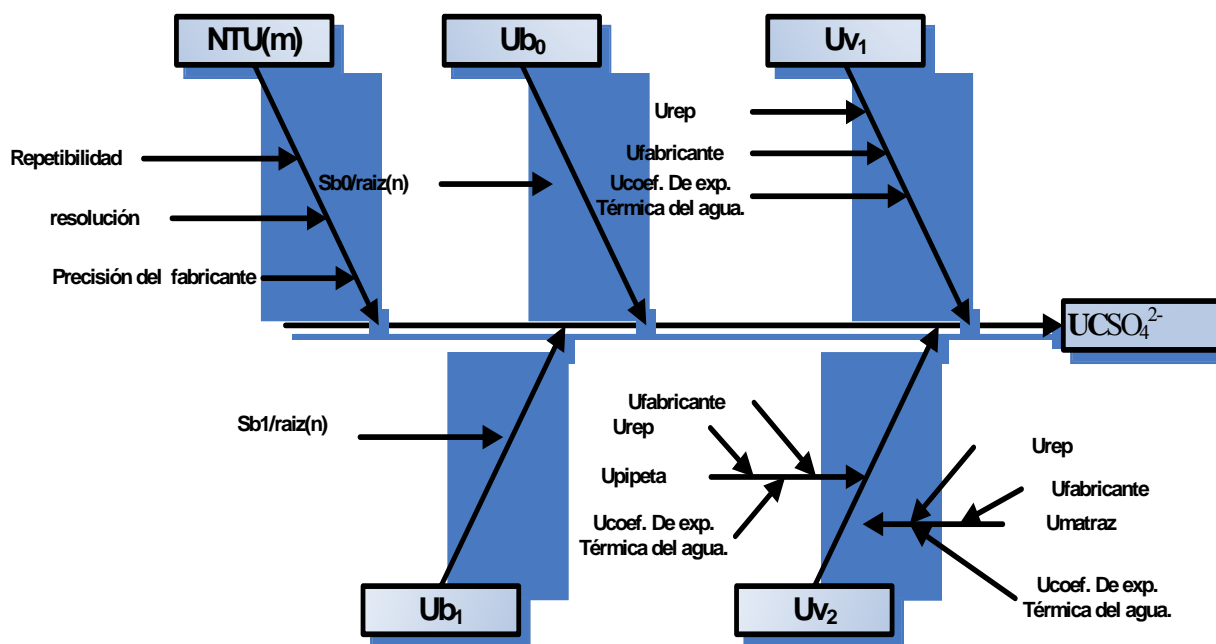 NTU(m)
Ub₀
Uv₁
Urep
Repetibilidad
Ufabricante
Sb0/raiz(n)
Ucoef. De exp.
Térmica del agua.
resolución
Precisión del fabricante
UCSO₄²⁻
Ufabricante
Sb1/raiz(n)
Urep
Urep
Upipeta
Ufabricante
Umatraz
Ucoef. De exp.
Térmica del agua.
Ucoef. De exp.
Térmica del agua.
Ub₁
Uv₂